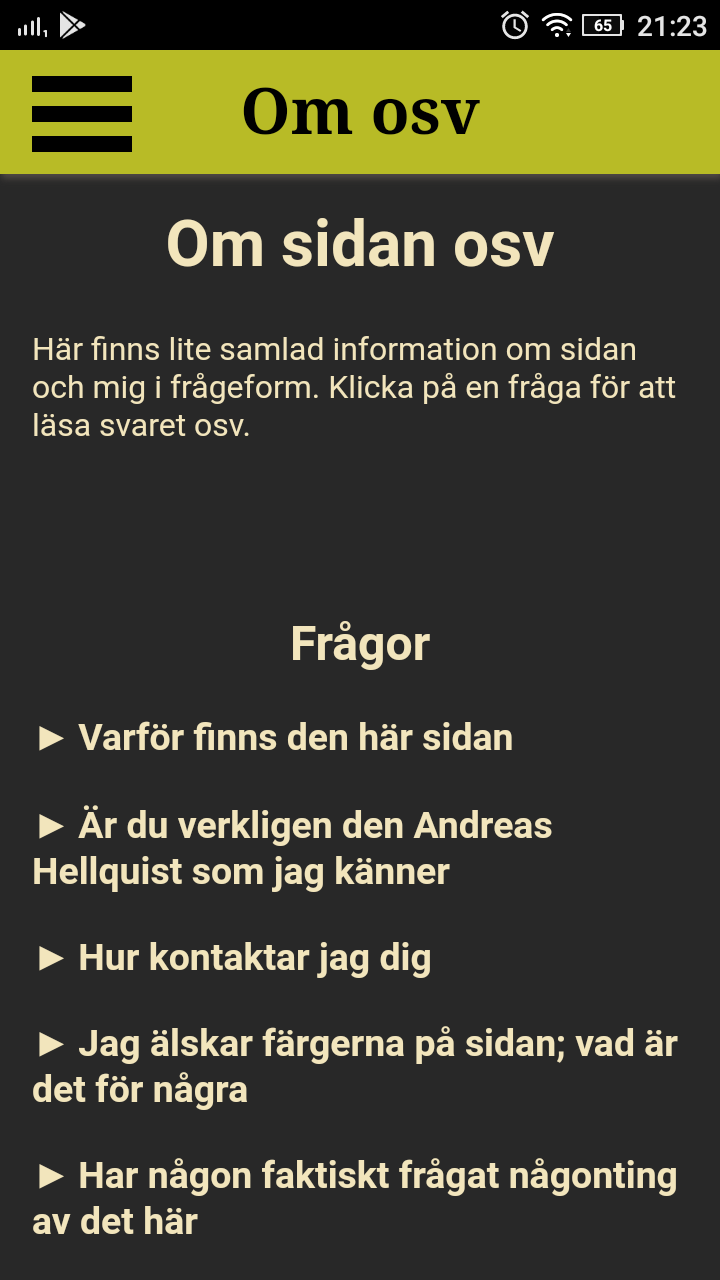 65 21:23
Om osv
Om sidan osv
Här finns lite samlad information om sidan
och mig i frågeform. Klicka på en fråga för att
läsa svaret osv.
Frågor
► Varför finns den här sidan
► Är du verkligen den Andreas
Hellquist som jag känner
► Hur kontaktar jag dig
► Jag älskar färgerna på sidan; vad är
det för några
► Har någon faktiskt frågat någonting
av det här